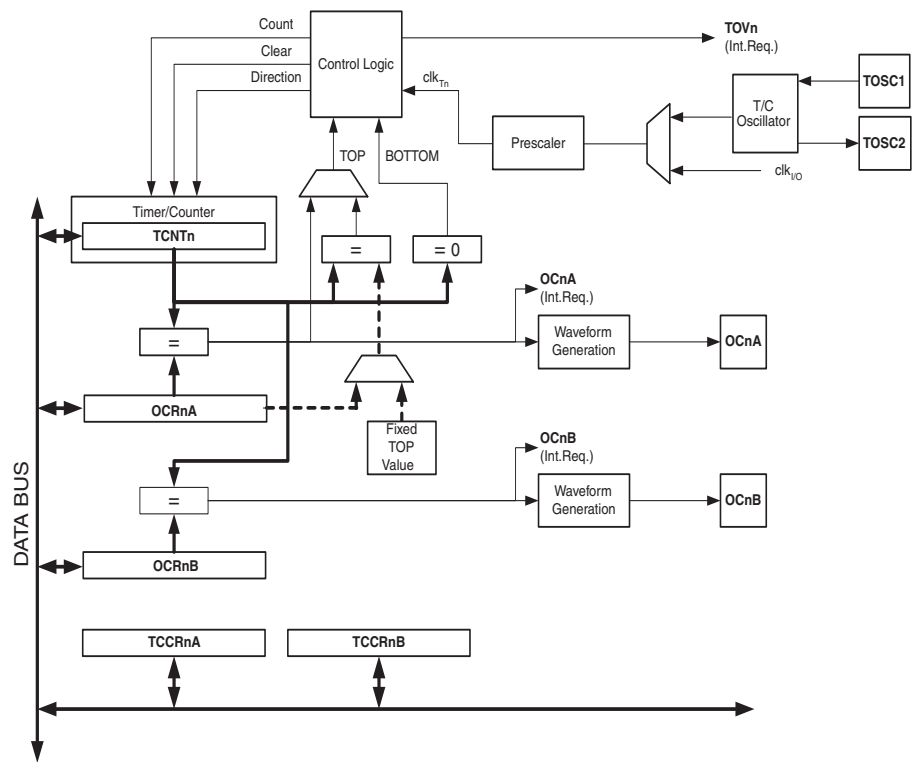 Count
Clear
Direction
Control Logic
clkTn
TOVn
(Int.Req.)
TOSC1
T/C
Oscillator
TOSC2
Prescaler
clkI/O
TOP
BOTTOM
Timer/Counter
TCNTn
=
= 0
OCnA
(Int.Req.)
=
Waveform
Generation
OCnA
OCRnA
Fixed
TOP
Value
OCnB
(Int.Req.)
=
Waveform
Generation
OCnB
OCRnB
DATA BUS
TCCRnA
TCCRnB